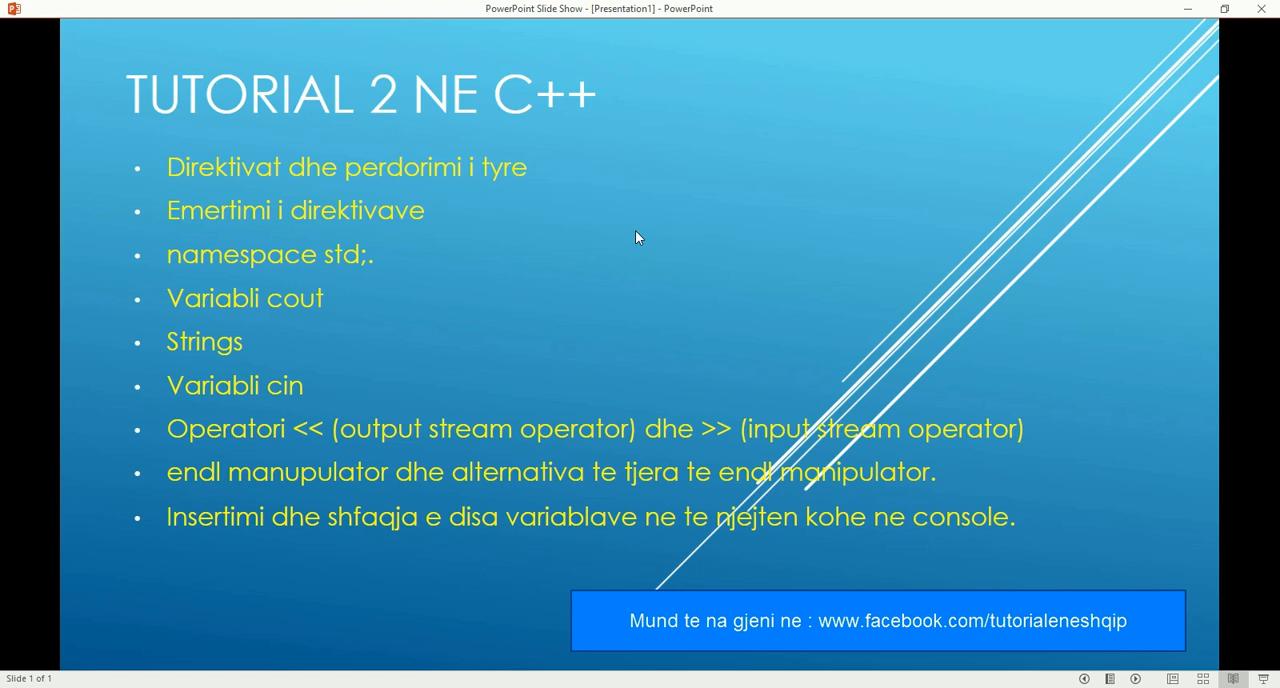 PowerPoint Slide Show - [Presentation1] - PowerPoint
TUTORIAL 2 NE C++
• Direktivat dhe perdorimi i tyre
• Emertimi i direktivave
• namespace std;.
• Variabli cout
• Strings
• Variabli cin
• Operatori << (output stream operator) dhe >> (input stream operator)
• endl manupulator dhe alternativa te tjera te endl manipulator.
• Insertimi dhe shfaqja e disa variablave ne te njejten kohe ne console.
Mund te na gjeni ne : www.facebook.com/tutorialeneshqip
Slide 1 of 1